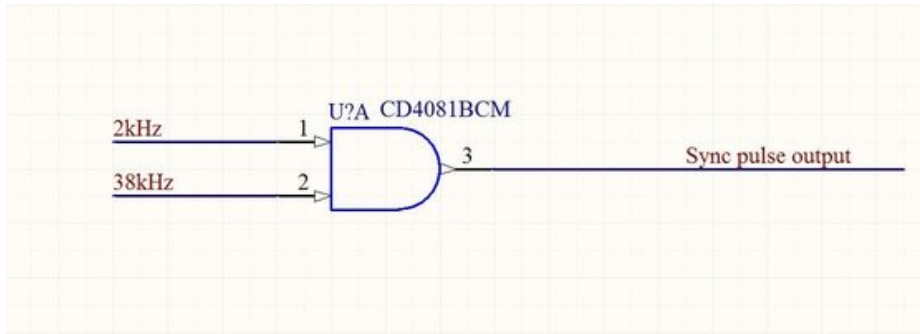 U?A CD4081BCM
2kHz
1
3
Sync pulse output
38kHz
2